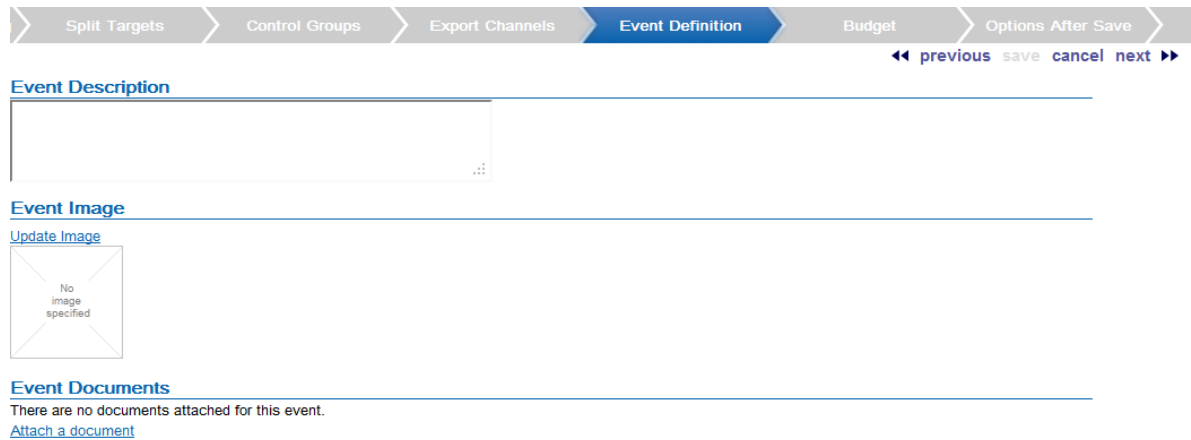 Split Targets Control Groups Export Channels Event Definition Budget Options After Save
previous save cancel next
Event Description
Event Image
Update Image
No
image
specified
Event Documents
There are no documents attached for this event.
Attach a document